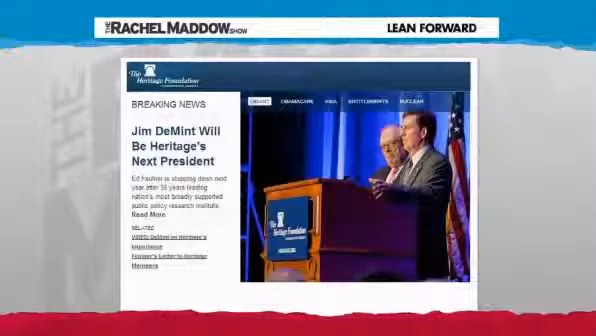 THE RACHEL MADDOW SHOW
LEAN FORWARD
The Heritage Foundation
BREAKING NEWS
OBAMACARE ASIA ENTITLEMENTS NUCLEAR
Jim DeMint Will
Be Heritage's
Next President
Ed Feulner is stepping down next
year after 35 years leading
nation's most broadly supported
public policy research institute.
Read More
RELATED
VIDEO: DeMint on Heritage's
Importance
Feulner's Letter to Heritage
Members
The
Heritage Foundation